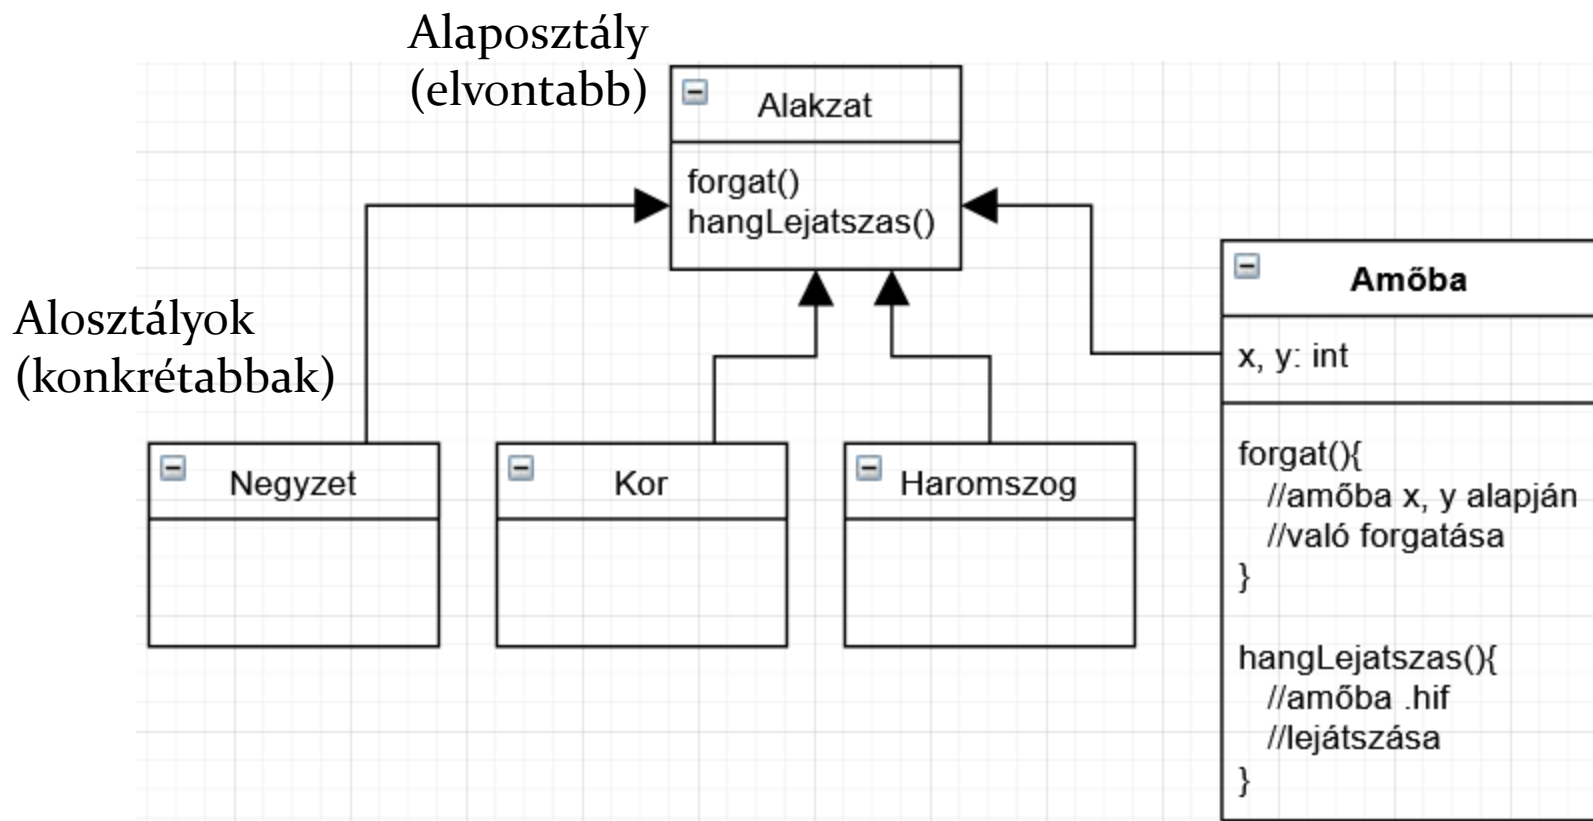 Alaposztály
(elvontabb)
Alakzat
forgat()
hangLejatszas()
Alosztályok
(konkrétabbak)
Negyzet
Kor
Haromszog
Amőba
x, y: int
forgat(){
//amőba x, y alapján
//való forgatása
}
hangLejatszas(){
//amőba .hif
//lejátszása
}